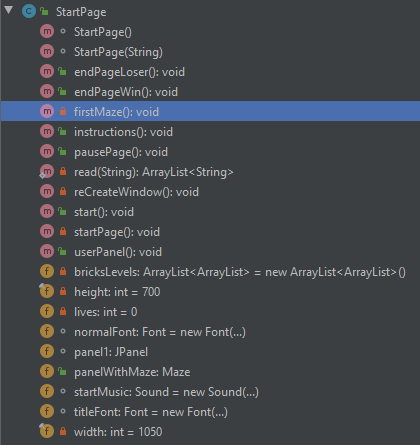 StartPage
StartPage()
StartPage(String)
endPageLoser(): void
endPageWin(): void
firstMaze(): void
instructions(): void
pausePage(): void
read(String): ArrayList<String>
reCreateWindow(): void
start(): void
startPage(): void
userPanel(): void
bricksLevels: ArrayList<ArrayList> = new ArrayList<ArrayList>()
height: int = 700
lives: int = 0
normalFont: Font = new Font(...)
panel1: JPanel
panelWithMaze: Maze
startMusic: Sound = new Sound(...)
titleFont: Font = new Font(...)
width: int = 1050